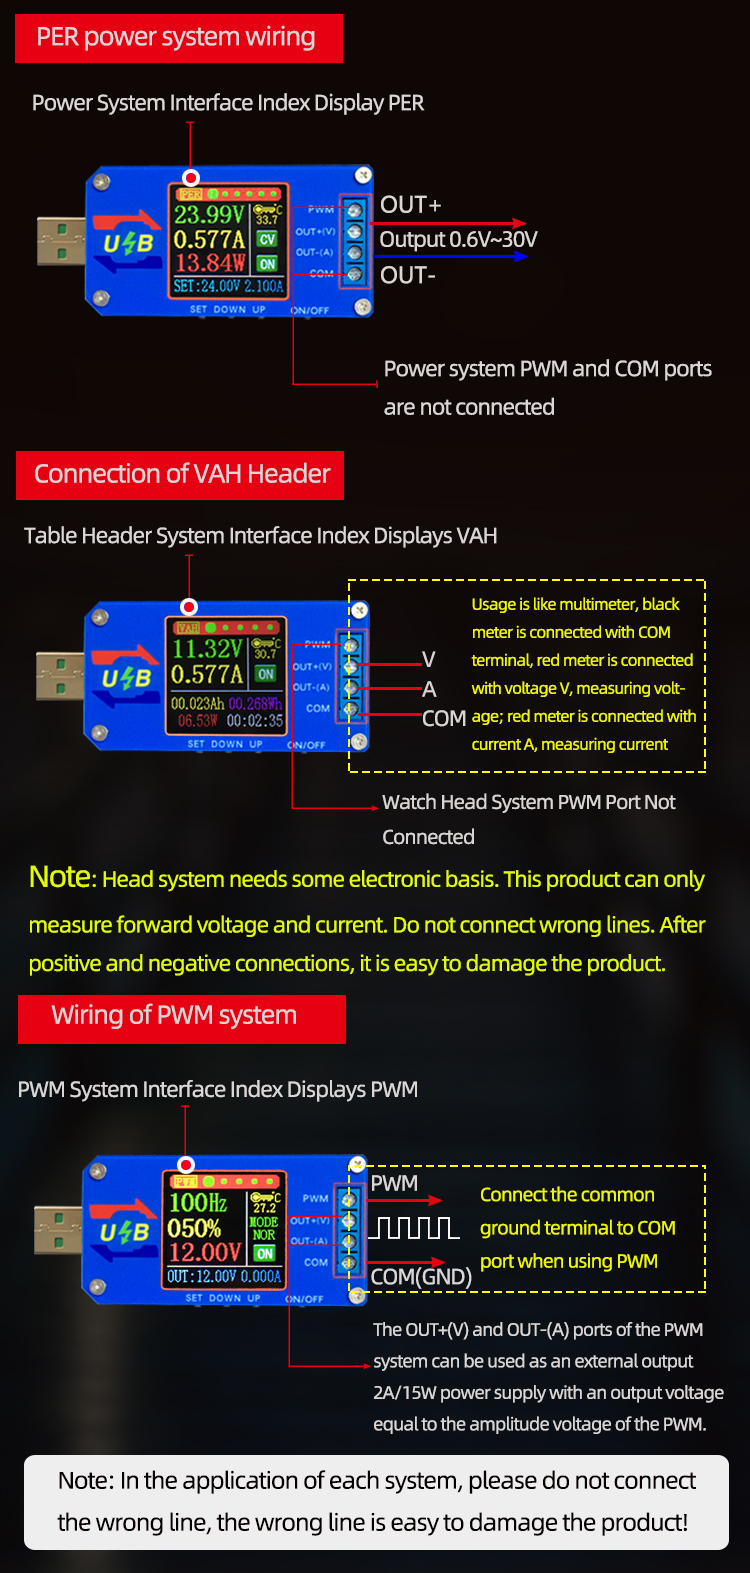 PER power system wiring
Power System Interface Index Display PER
PER
23.99V
℃
33.7
0.577A
CV
13.84W
ON
SET:24.00V 2.100A
USB
PWM
OUT+(V)
OUT-(A)
COM
SET DOWN UP ON/OFF
OUT+
Output 0.6V~30V
OUT-
Power system PWM and COM ports
are not connected
Connection of VAH Header
Table Header System Interface Index Displays VAH
VAH
11.32V
℃
30.7
0.577A
ON
00.023Ah 00.268Wh
06.53W 00:02:35
USB
PWM
OUT+(V)
OUT-(A)
COM
SET DOWN UP ON/OFF
V
A
COM
Usage is like multimeter, black
meter is connected with COM
terminal, red meter is connected
with voltage V, measuring volt-
age; red meter is connected with
current A, measuring current
Watch Head System PWM Port Not
Connected
Note: Head system needs some electronic basis. This product can only
measure forward voltage and current. Do not connect wrong lines. After
positive and negative connections, it is easy to damage the product.
Wiring of PWM system
PWM System Interface Index Displays PWM
100Hz
℃
27.2
050%
MODE
NOR
12.00V
ON
OUT:12.00V 0.000A
USB
PWM
OUT+(V)
OUT-(A)
COM
SET DOWN UP ON/OFF
PWM
COM(GND)
Connect the common
ground terminal to COM
port when using PWM
The OUT+(V) and OUT-(A) ports of the PWM
system can be used as an external output
2A/15W power supply with an output voltage
equal to the amplitude voltage of the PWM.
Note: In the application of each system, please do not connect
the wrong line, the wrong line is easy to damage the product!